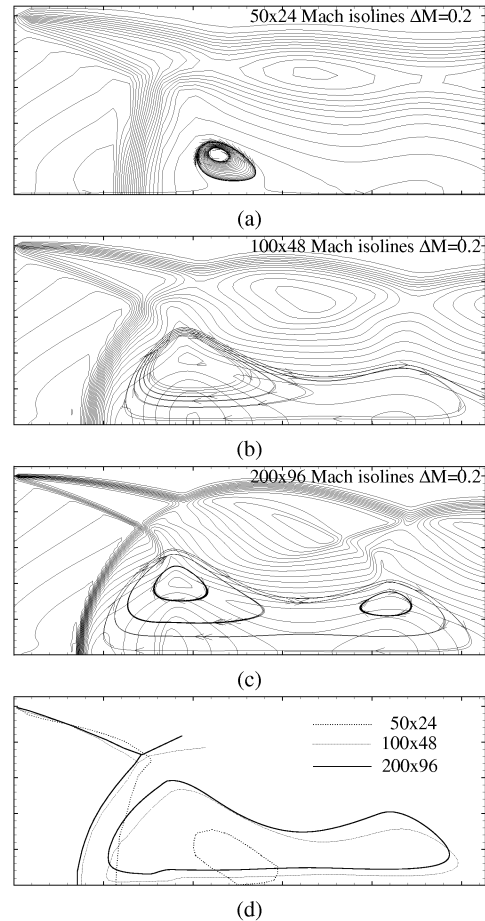 50x24 Mach isolines ΔM=0.2
(a)
100x48 Mach isolines ΔM=0.2
(b)
200x96 Mach isolines ΔM=0.2
(c)
50x24
100x48
200x96
(d)